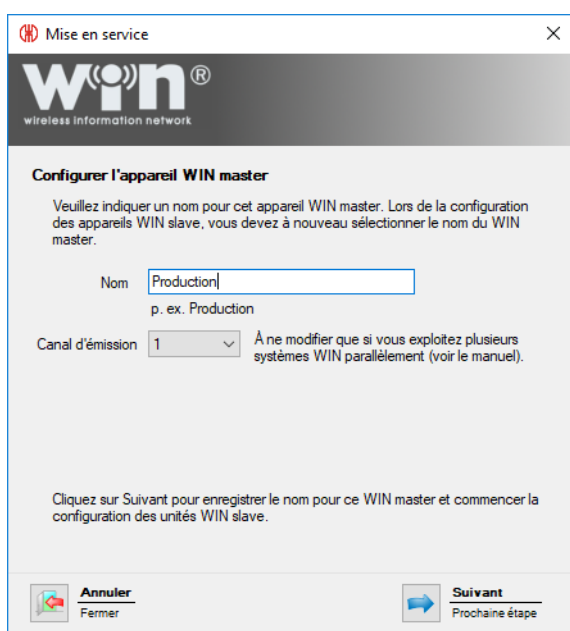 Mise en service
WIN®
wireless information network
Configurer l'appareil WIN master
Veuillez indiquer un nom pour cet appareil WIN master. Lors de la configuration
des appareils WIN slave, vous devez à nouveau sélectionner le nom du WIN
master.
Nom Production
p. ex. Production
Canal d'émission 1 À ne modifier que si vous exploitez plusieurs
systèmes WIN parallèlement (voir le manuel).
Cliquez sur Suivant pour enregistrer le nom pour ce WIN master et commencer la
configuration des unités WIN slave.
Annuler Suivant
Fermer Prochaine étape